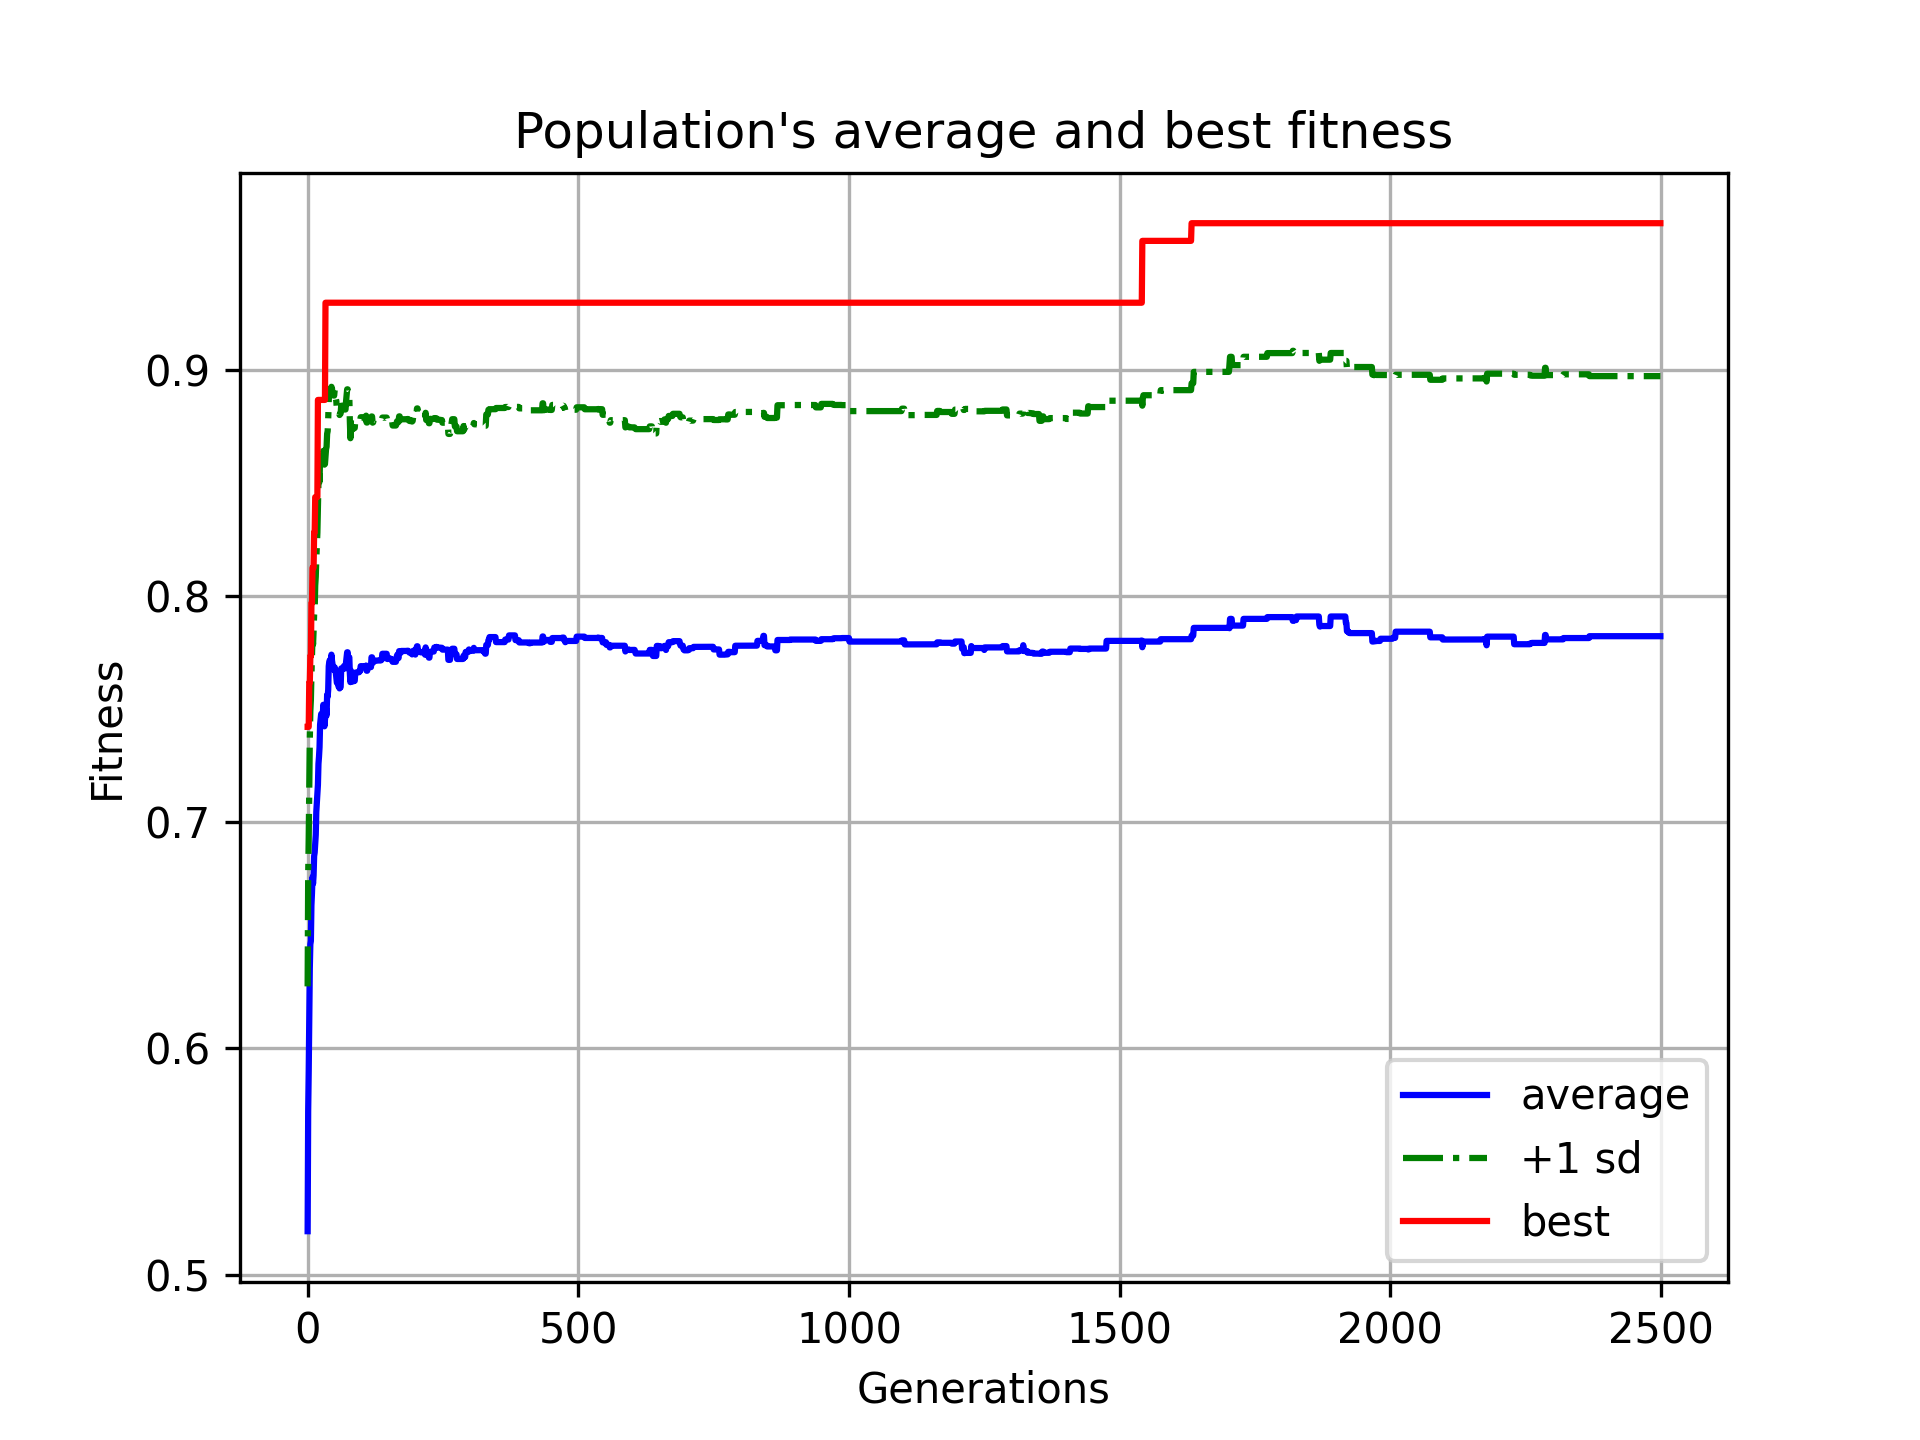 Population's average and best fitness
Fitness
0.9
0.8
0.7
0.6
0.5
0 500 1000 1500 2000 2500
Generations
average
+1 sd
best